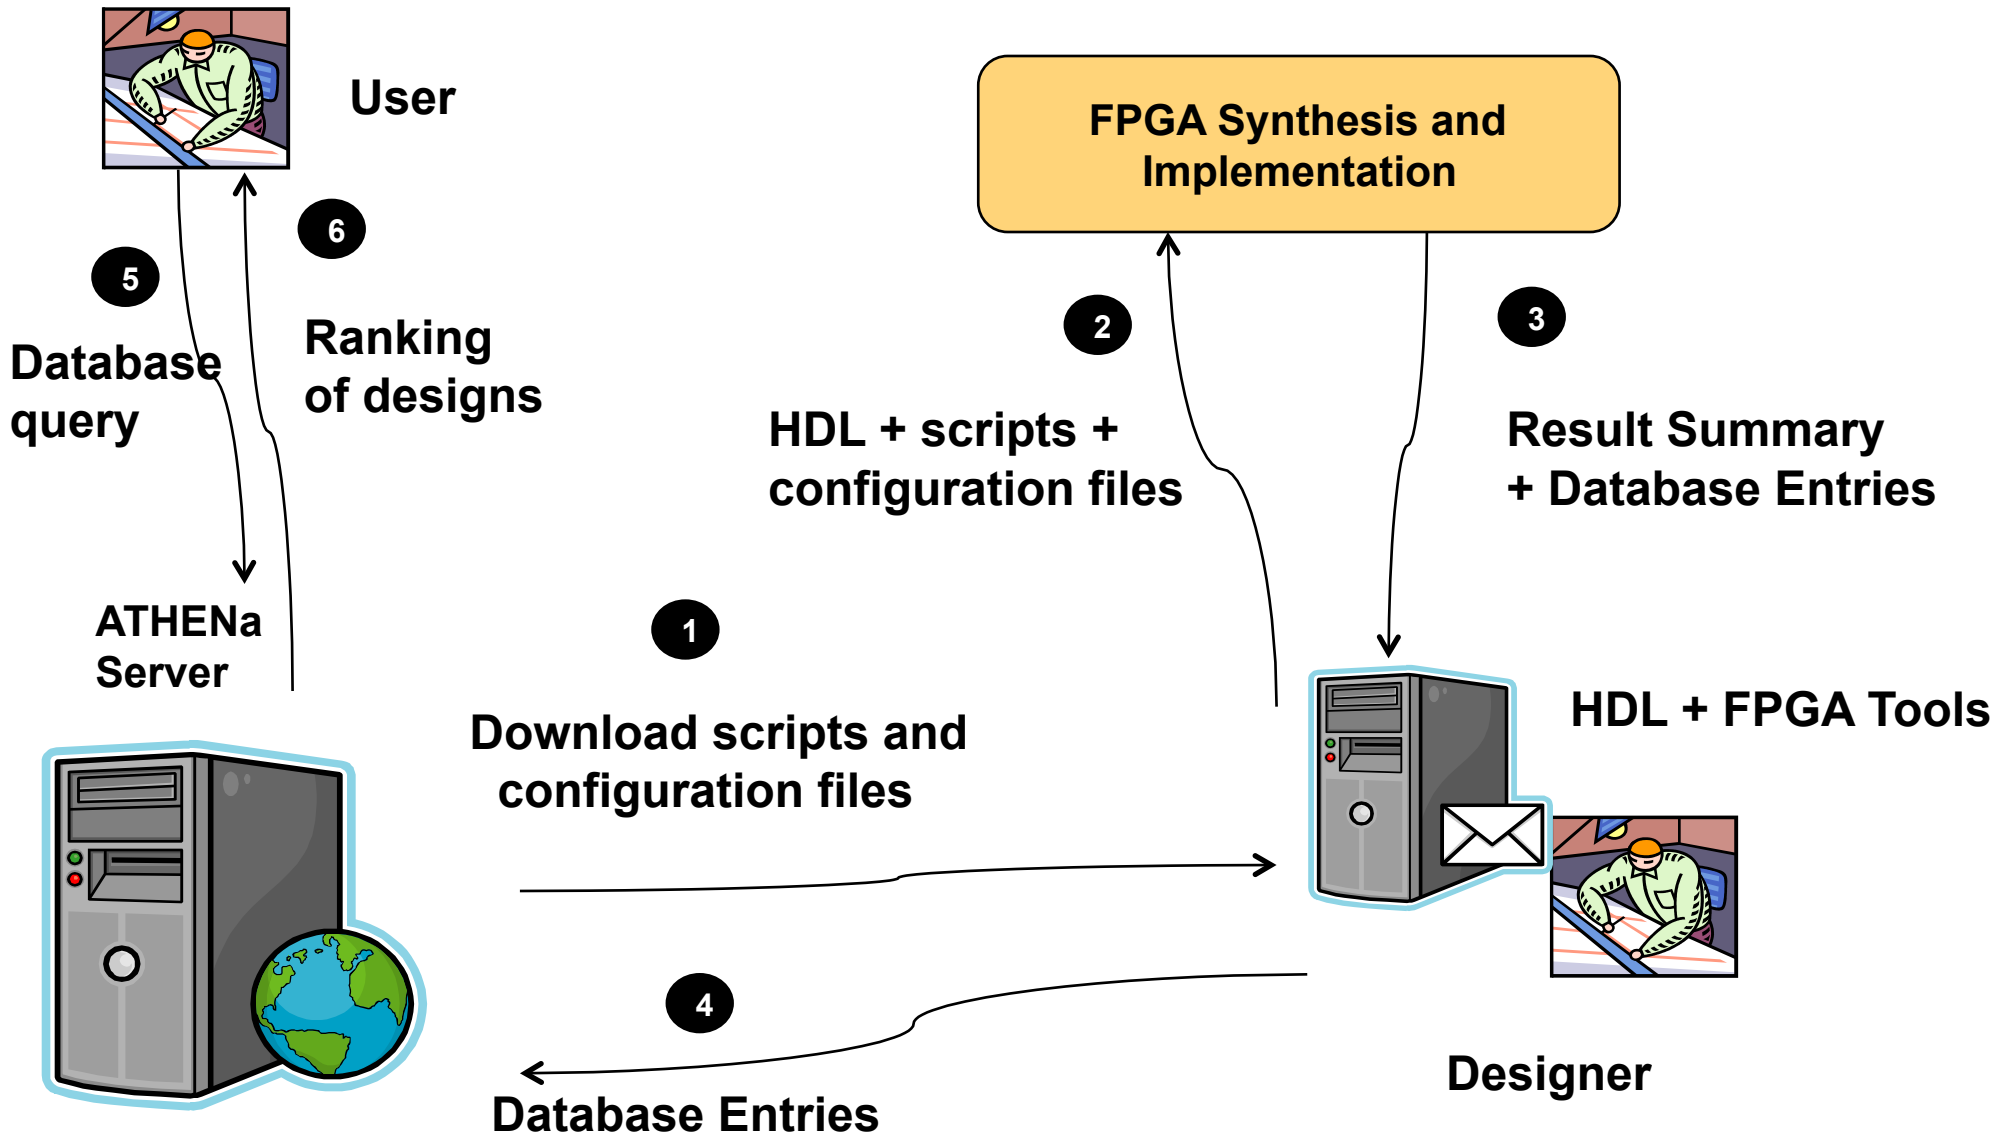 User
FPGA Synthesis and
Implementation
6
5
2
3
Ranking
of designs
Database
query
HDL + scripts +
configuration files
Result Summary
+ Database Entries
ATHENa
Server
1
Download scripts and
configuration files
HDL + FPGA Tools
4
Designer
Database Entries